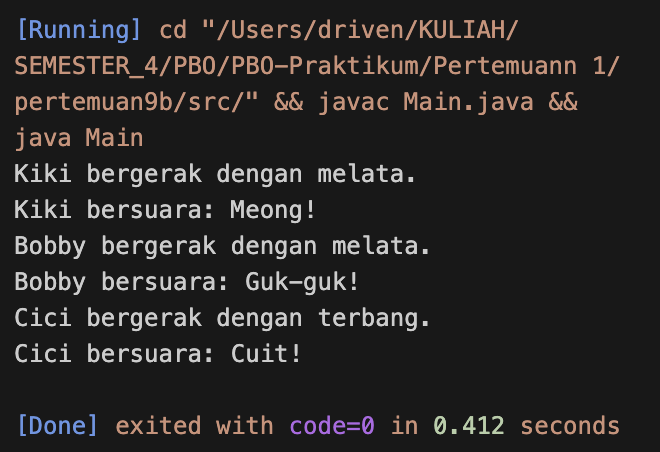 [Running] cd "/Users/driven/KULIAH/
SEMESTER_4/PBO/PBO-Praktikum/Pertemuann 1/
pertemuan9b/src/" && javac Main.java &&
java Main
Kiki bergerak dengan melata.
Kiki bersuara: Meong!
Bobby bergerak dengan melata.
Bobby bersuara: Guk-guk!
Cici bergerak dengan terbang.
Cici bersuara: Cuit!
[Done] exited with code=0 in 0.412 seconds